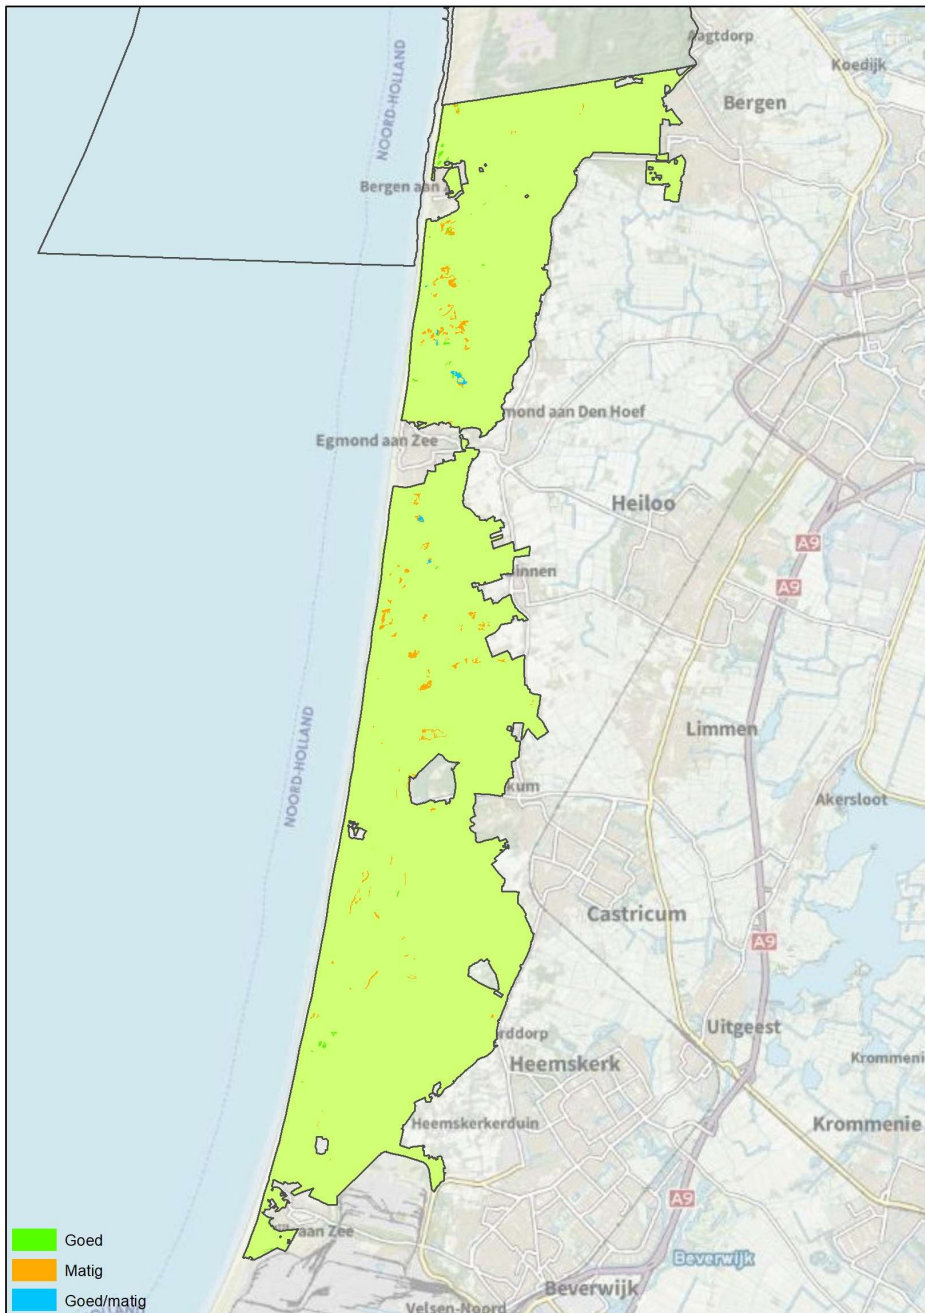 Aagtdorp
Koedijk
NOORD-HOLLAND
Bergen
Bergen aan
Egmond aan Zee
mond aan Den Hoef
Heiloo
A9
innen
A9
NOORD-HOLLAND
Limmen
kum
Akersloot
Castricum
A9
Uitgeest
rddorp
Heemskerk
Krommeni
Heemskerkerduin
Krommenie
A9
aan Zee
Goed
Beverwijk
Matig
Beverwijk
Goed/matig
Velsen-Noord